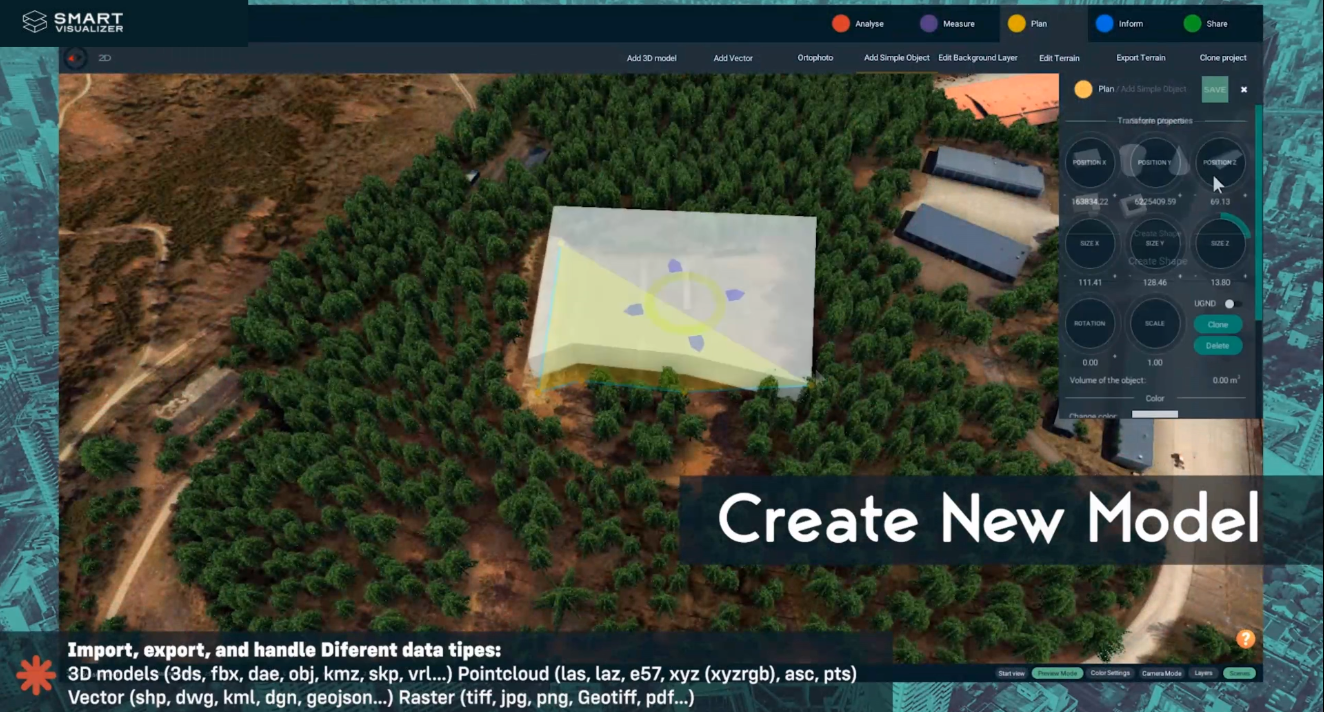 SMART
VISUALIZER
Analyse
Measure
Plan
Inform
Share
2D
Add 3D model
Add Vector
Ortophoto
Add Simple Object
Edit Background Layer
Edit Terrain
Export Terrain
Clone project
Plan / Add Simple Object
SAVE
Transform properties
POSITION X
POSITION Y
POSITION Z
163834.22
6225409.59
69.13
Create Shape
SIZE X
SIZE Y
SIZE Z
Create Shape
111.41
128.46
13.80
UGND
ROTATION
SCALE
Clone
Delete
0.00
1.00
Volume of the object:
0.00 m³
Color
Change color:
Create New Model
?
Import, export, and handle Diferent data tipes:
3D models (3ds, fbx, dae, obj, kmz, skp, vrl...) Pointcloud (las, laz, e57, xyz (xyzrgb), asc, pts)
Vector (shp, dwg, kml, dgn, geojson...) Raster (tiff, jpg, png, Geotiff, pdf...)
Start view
Preview Mode
Color Settings
Camera Mode
Layers
Scenes